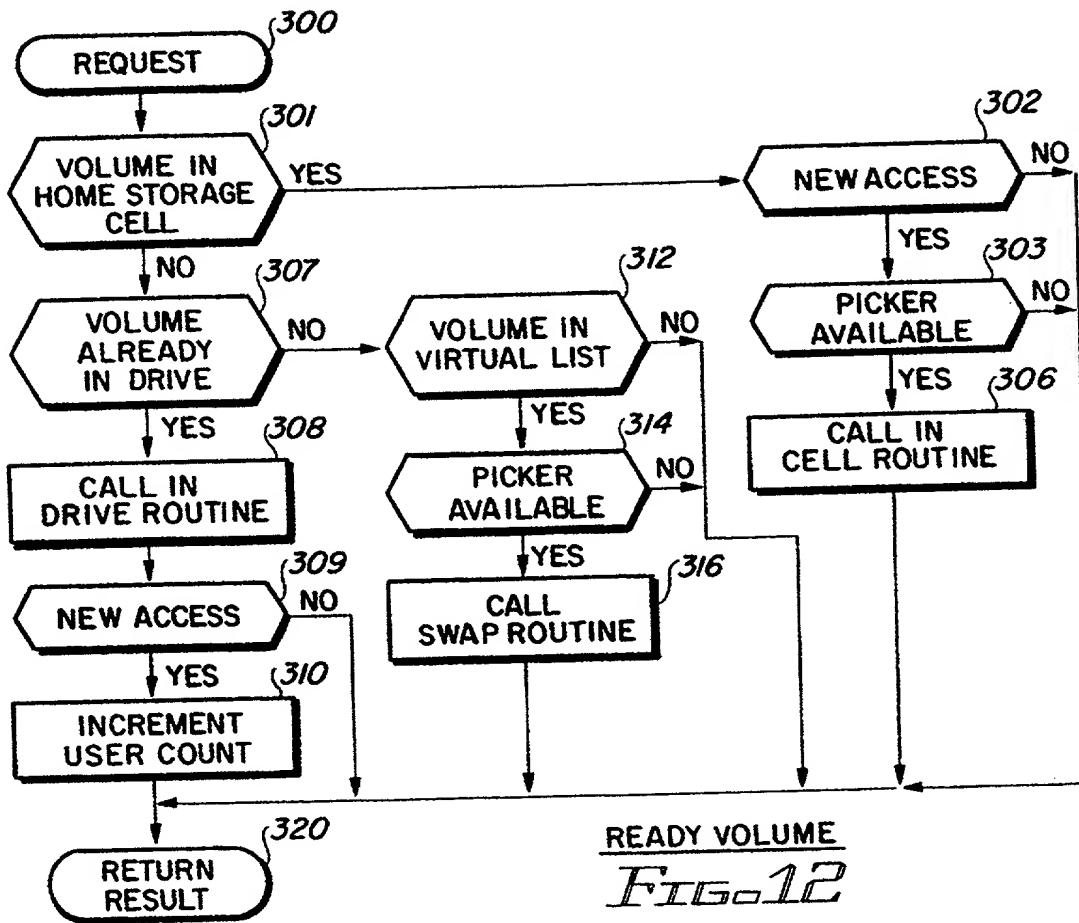 300
REQUEST
301
VOLUME IN
HOME STORAGE
CELL
YES
NO
302
NEW ACCESS
NO
YES
303
PICKER
AVAILABLE
NO
YES
306
CALL IN
CELL ROUTINE
307
VOLUME
ALREADY
IN DRIVE
NO
YES
312
VOLUME IN
VIRTUAL LIST
NO
YES
314
PICKER
AVAILABLE
NO
YES
316
CALL
SWAP ROUTINE
308
CALL IN
DRIVE ROUTINE
309
NEW ACCESS
NO
YES
310
INCREMENT
USER COUNT
320
RETURN
RESULT
READY VOLUME
FIG. 12